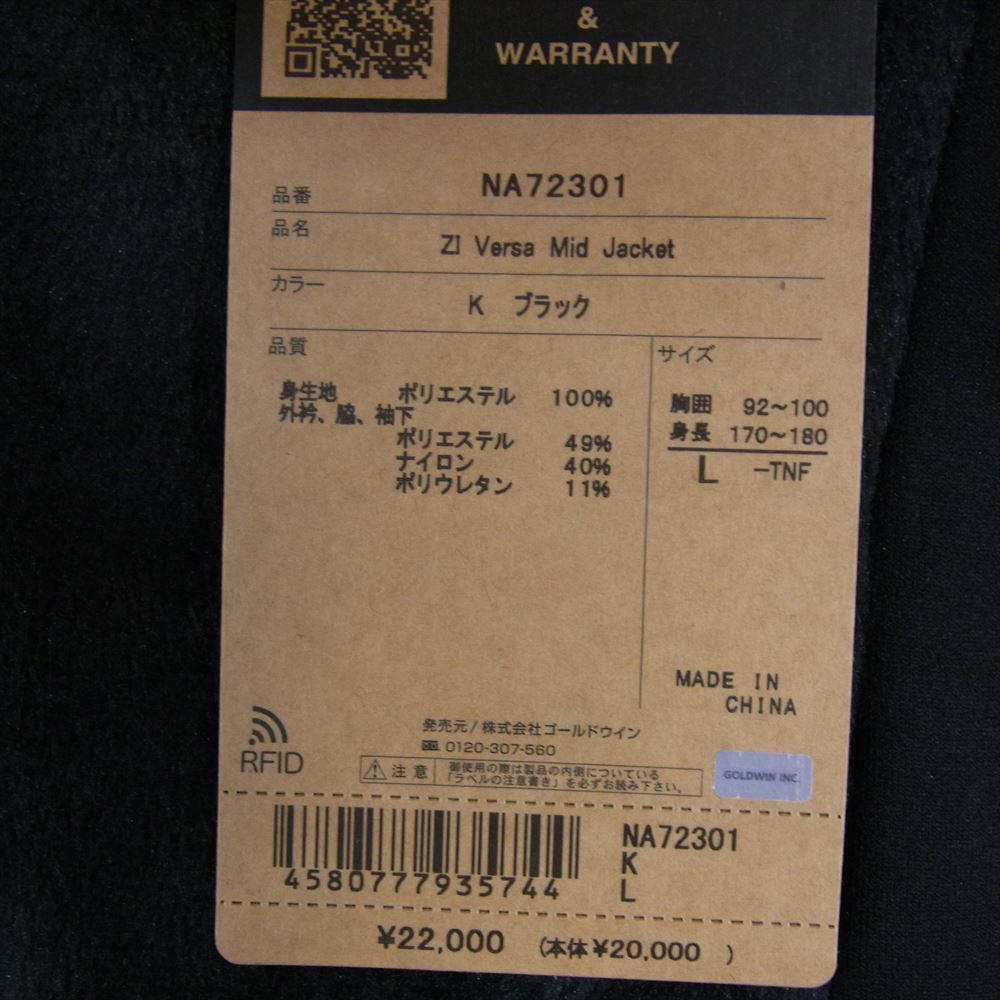 &
WARRANTY
品番 NA72301
品名 ZI Versa Mid Jacket
カラー K ブラック
品質
身生地 ポリエステル 100%
外衿、脇、袖下
ポリエステル 49%
ナイロン 40%
ポリウレタン 11%
サイズ
胸囲 92~100
身長 170~180
L -TNF
MADE IN
CHINA
RFID
発売元/株式会社ゴールドウイン
0120-307-560
注意
御使用の際は製品の内側についている
「ラベルの注意書き」を必ずお読み下さい。
GOLDWIN INC.
4580777935744
NA72301
K
L
¥22,000 (本体¥20,000 )